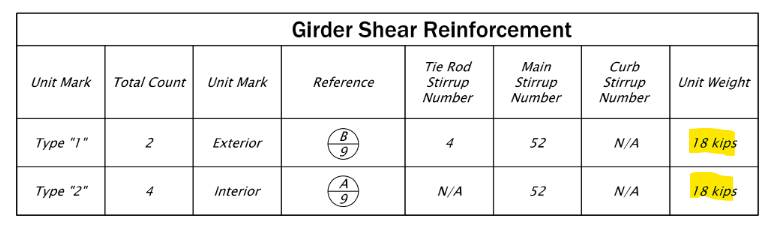 Girder Shear Reinforcement
Unit Mark Total Count Unit Mark Reference Tie Rod Stirrup Number Main Stirrup Number Curb Stirrup Number Unit Weight
Type "1" 2 Exterior B/9 4 52 N/A 18 kips
Type "2" 4 Interior A/9 N/A 52 N/A 18 kips